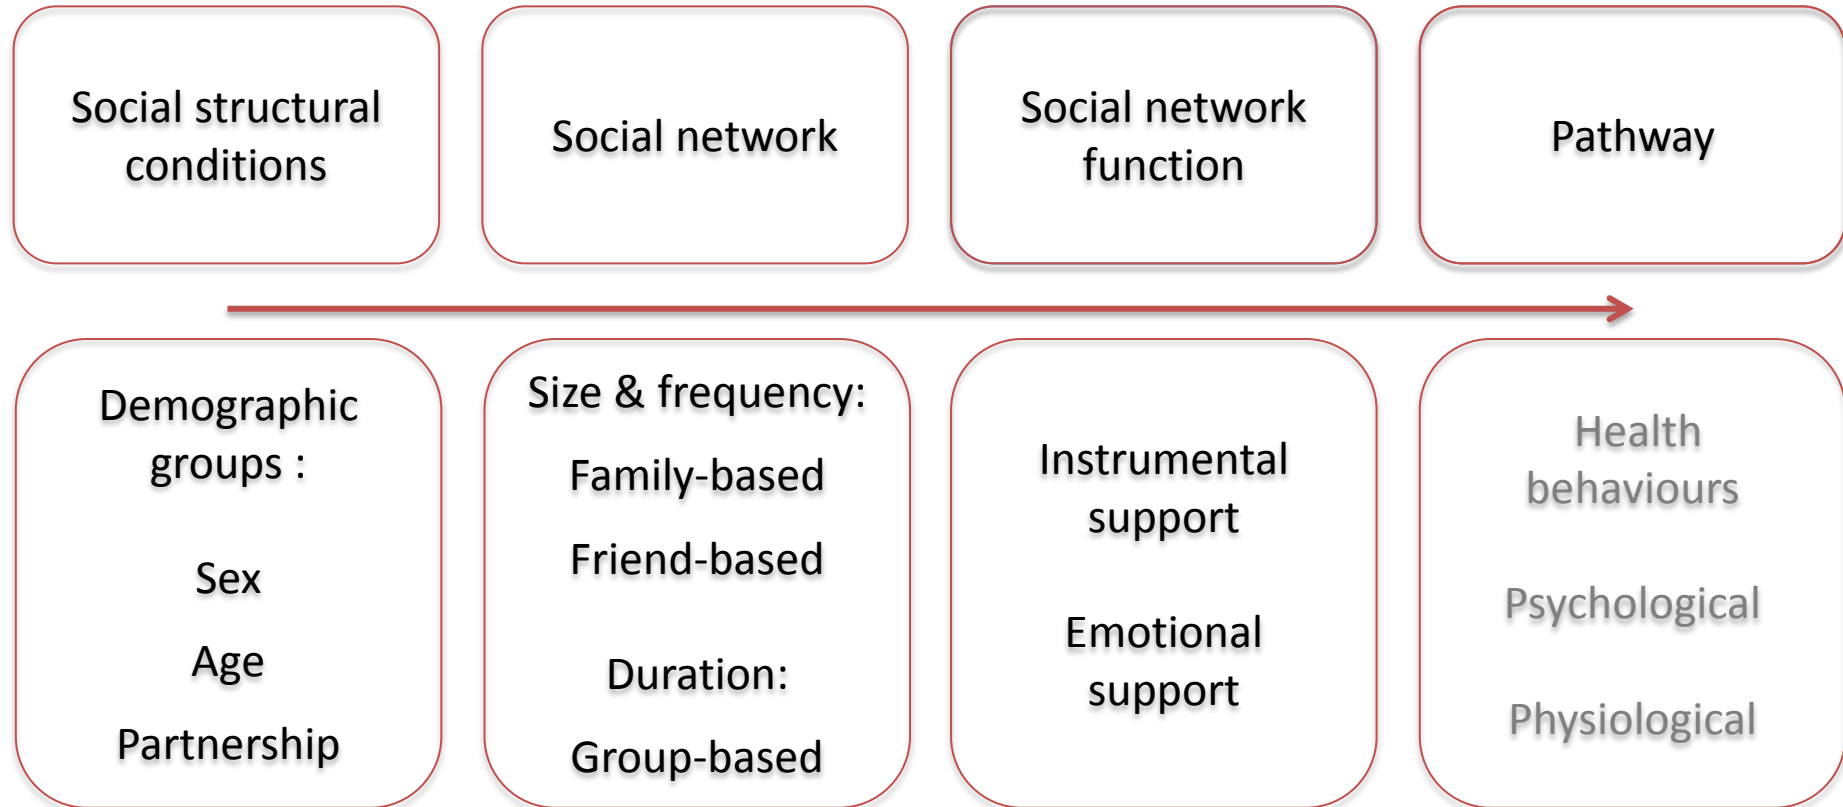 Social structural
conditions
Social network
Social network
function
Pathway
Demographic
groups :
Sex
Age
Partnership
Size & frequency:
Family-based
Friend-based
Duration:
Group-based
Instrumental
support
Emotional
support
Health
behaviours
Psychological
Physiological